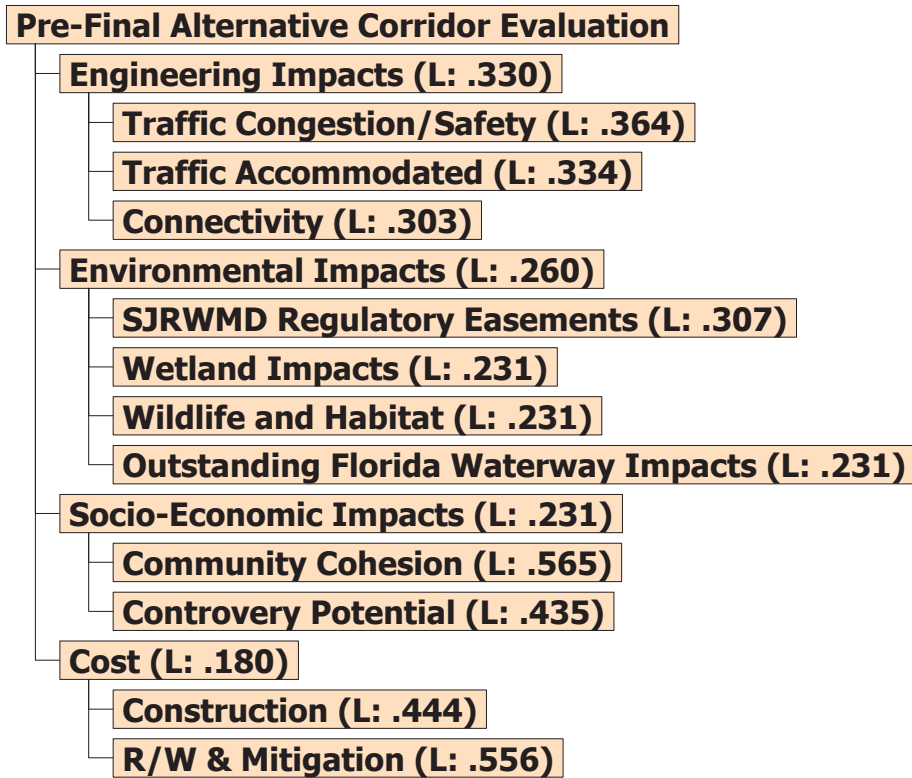 Pre-Final Alternative Corridor Evaluation
Engineering Impacts (L: .330)
Traffic Congestion/Safety (L: .364)
Traffic Accommodated (L: .334)
Connectivity (L: .303)
Environmental Impacts (L: .260)
SJRWMD Regulatory Easements (L: .307)
Wetland Impacts (L: .231)
Wildlife and Habitat (L: .231)
Outstanding Florida Waterway Impacts (L: .231)
Socio-Economic Impacts (L: .231)
Community Cohesion (L: .565)
Controvery Potential (L: .435)
Cost (L: .180)
Construction (L: .444)
R/W & Mitigation (L: .556)